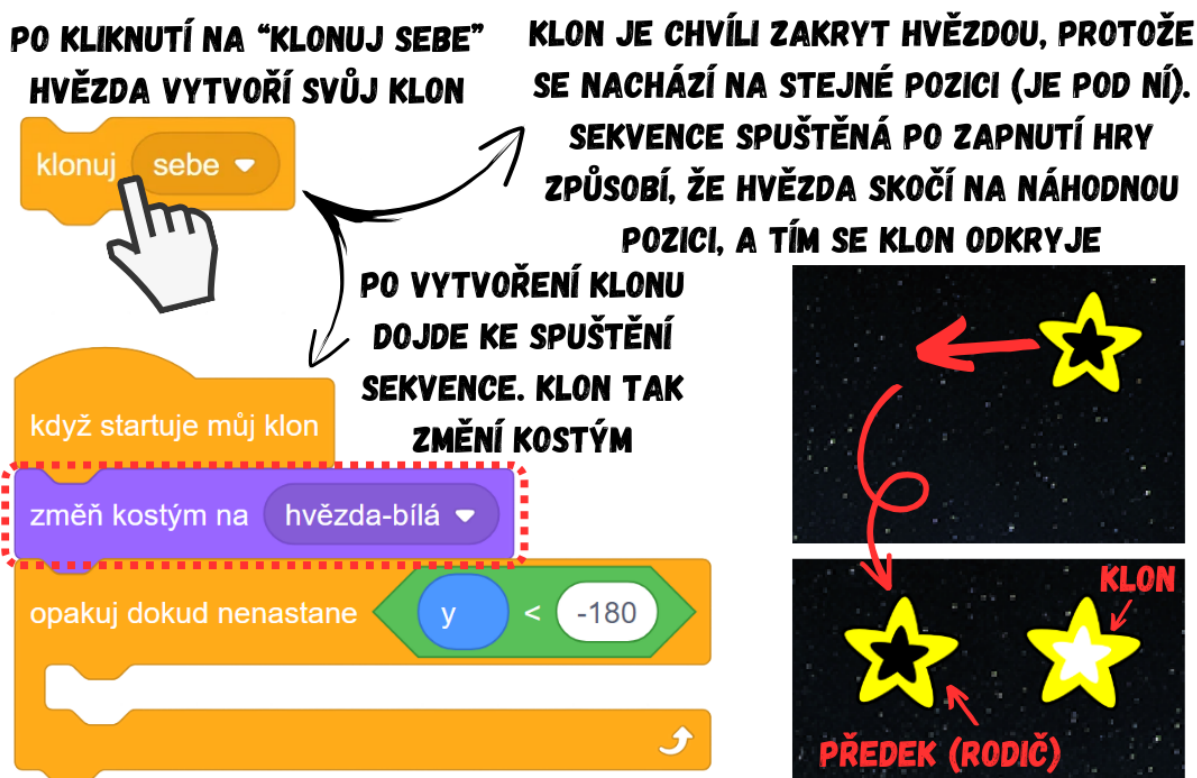 PO KLIKNUTÍ NA “KLONUJ SEBE”
HVĚZDA VYTVOŘÍ SVŮJ KLON
klonuj sebe
KLON JE CHVÍLI ZAKRYT HVĚZDOU, PROTOŽE
SE NACHÁZÍ NA STEJNÉ POZICI (JE POD NÍ).
SEKVENCE SPUŠTĚNÁ PO ZAPNUTÍ HRY
ZPŮSOBÍ, ŽE HVĚZDA SKOČÍ NA NÁHODNOU
POZICI, A TÍM SE KLON ODKRYJE
PO VYTVOŘENÍ KLONU
DOJDE KE SPUŠTĚNÍ
SEKVENCE. KLON TAK
ZMĚNÍ KOSTÝM
když startuje můj klon
změň kostým na hvězda-bílá
opakuj dokud nenastane y < -180
KLON
PŘEDEK (RODIČ)